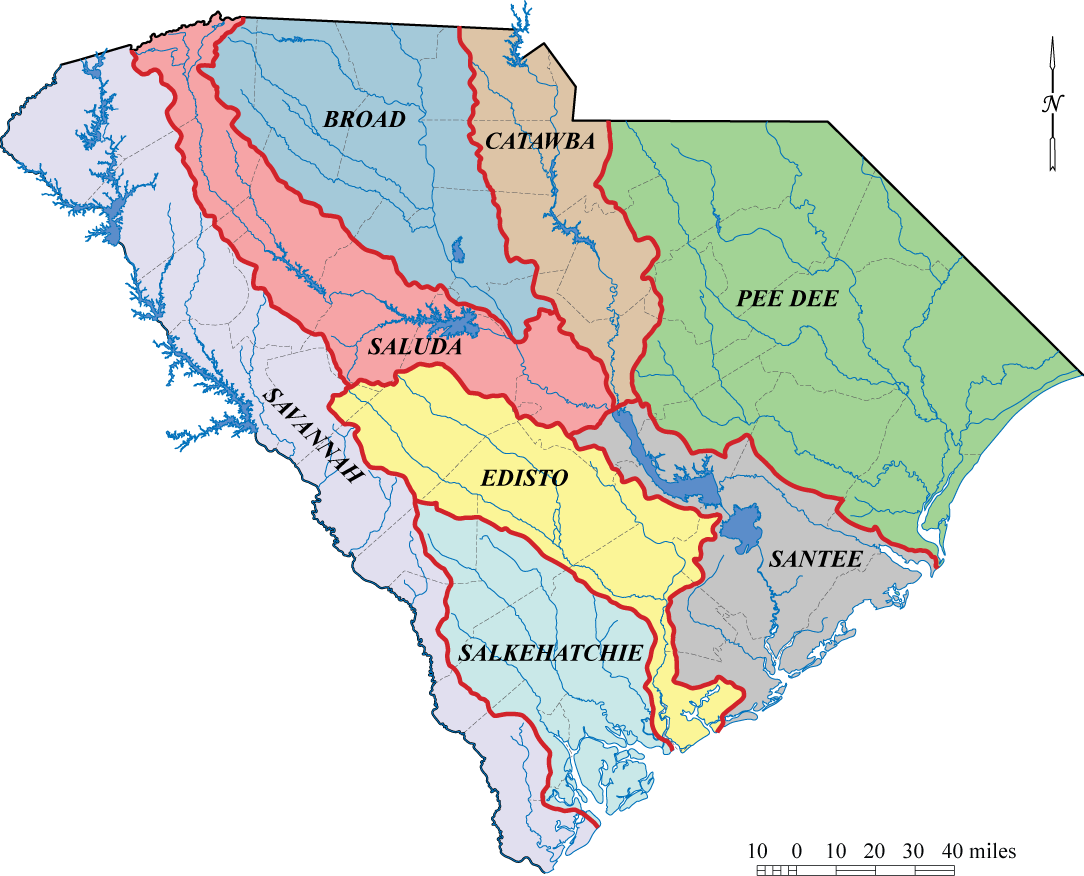 N
BROAD
CATAWBA
PEE DEE
SALUDA
SAVANNAH
EDISTO
SANTEE
SALKEHATCHIE
10 0 10 20 30 40 miles